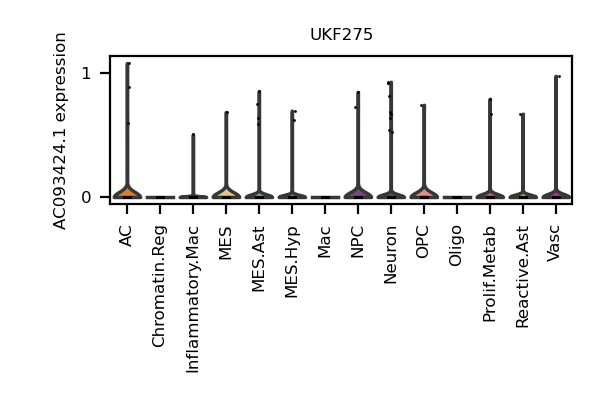 UKF275
AC093424.1 expression
1
0
AC
Chromatin.Reg
Inflammatory.Mac
MES
MES.Ast
MES.Hyp
Mac
NPC
Neuron
OPC
Oligo
Prolif.Metab
Reactive.Ast
Vasc